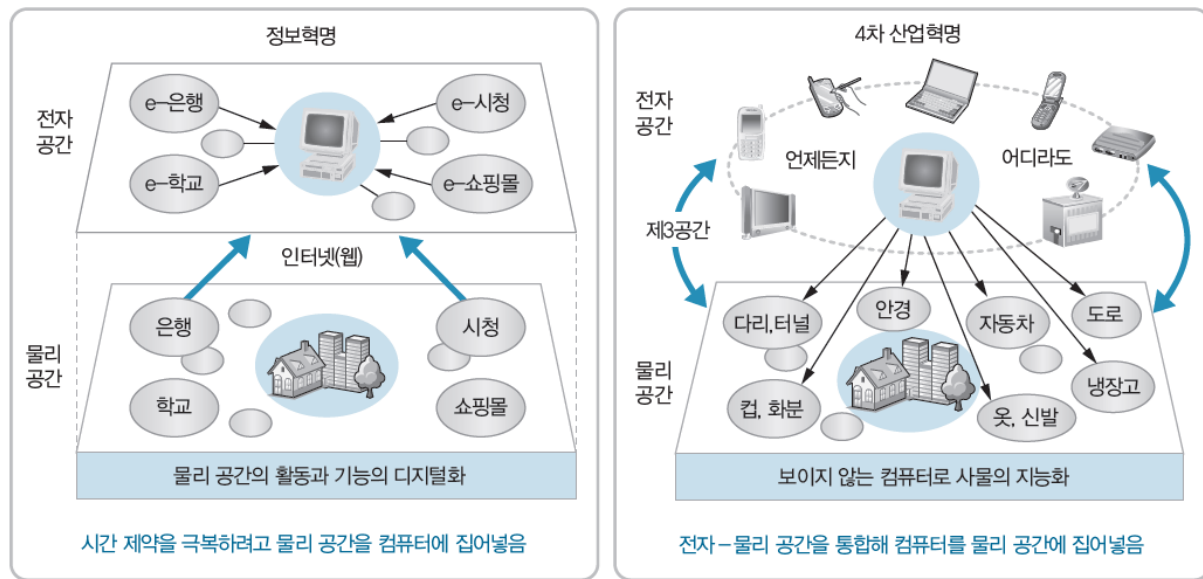 정보혁명
전자
공간
e-은행
e-시청
e-학교
e-쇼핑몰
인터넷(웹)
물리
공간
은행
시청
학교
쇼핑몰
물리 공간의 활동과 기능의 디지털화
시간 제약을 극복하려고 물리 공간을 컴퓨터에 집어넣음
4차 산업혁명
전자
공간
언제든지
어디라도
제3공간
물리
공간
다리,터널
안경
자동차
도로
컵, 화분
옷, 신발
냉장고
보이지 않는 컴퓨터로 사물의 지능화
전자-물리 공간을 통합해 컴퓨터를 물리 공간에 집어넣음